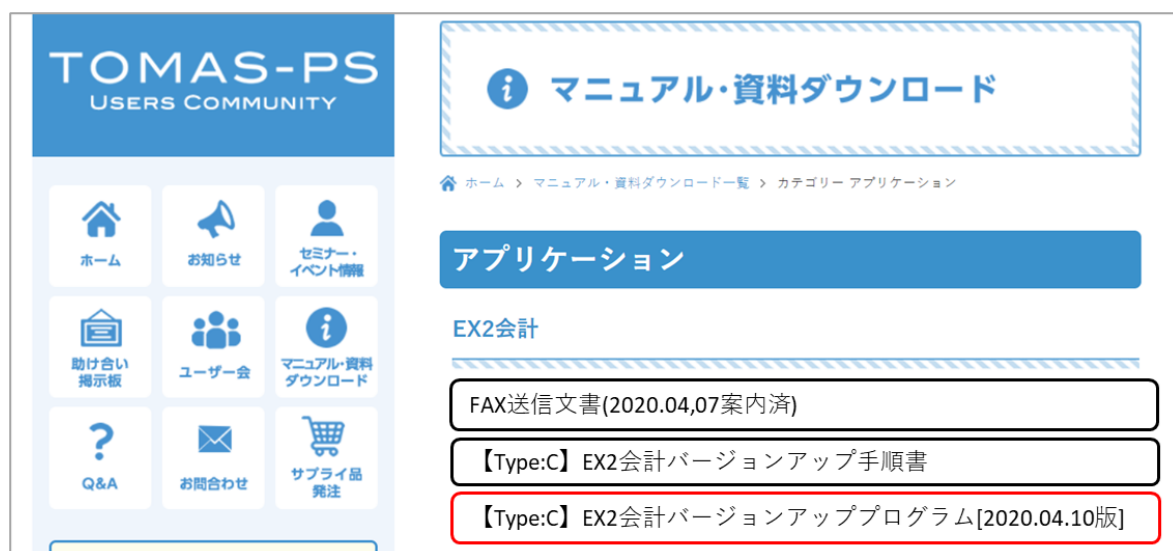 TOMAS-PS
USERS COMMUNITY
マニュアル・資料ダウンロード
ホーム > マニュアル・資料ダウンロード一覧 > カテゴリー アプリケーション
ホーム
お知らせ
セミナー・
イベント情報
助け合い
掲示板
ユーザー会
マニュアル・資料
ダウンロード
Q&A
お問合わせ
サプライ品
発注
アプリケーション
EX2会計
FAX送信文書(2020.04,07案内済)
【Type:C】EX2会計バージョンアップ手順書
【Type:C】EX2会計バージョンアッププログラム[2020.04.10版]